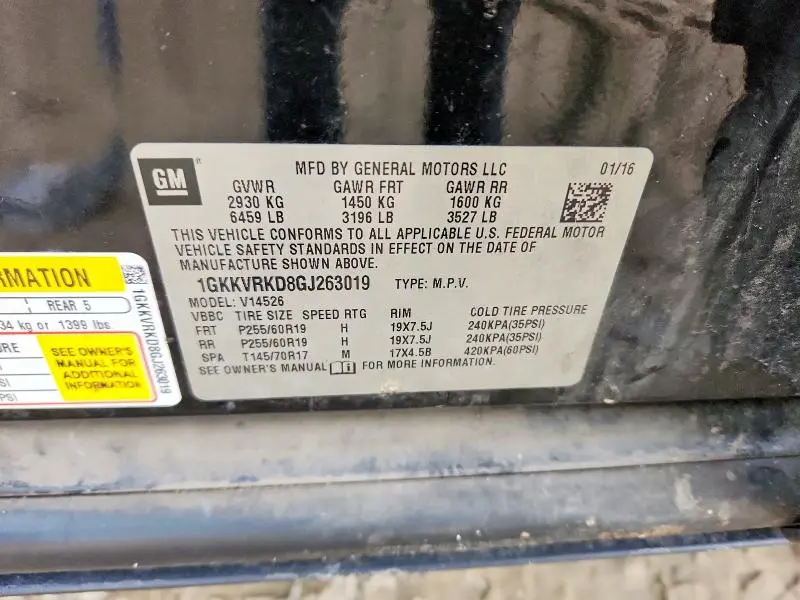 GM
MFD BY GENERAL MOTORS LLC 01/16
GVWR GAWR FRT GAWR RR
2930 KG 1450 KG 1600 KG
6459 LB 3196 LB 3527 LB
THIS VEHICLE CONFORMS TO ALL APPLICABLE U.S. FEDERAL MOTOR
VEHICLE SAFETY STANDARDS IN EFFECT ON THE DATE OF
MANUFACTURE SHOWN ABOVE.
1GKKVRKD8GJ263019 TYPE: M.P.V.
MODEL: V14526
VBBC TIRE SIZE SPEED RTG RIM COLD TIRE PRESSURE
FRT P255/60R19 H 19X7.5J 240KPA(35PSI)
RR P255/60R19 H 19X7.5J 240KPA(35PSI)
SPA T145/70R17 M 17X4.5B 420KPA(60PSI)
SEE OWNER'S MANUAL FOR MORE INFORMATION.
RMATION
REAR 5
34 kg or 1399 lbs
URE
SEE OWNER'S
MANUAL FOR
ADDITIONAL
INFORMATION
SI
PSI
1GKKVRKD8GJ263019